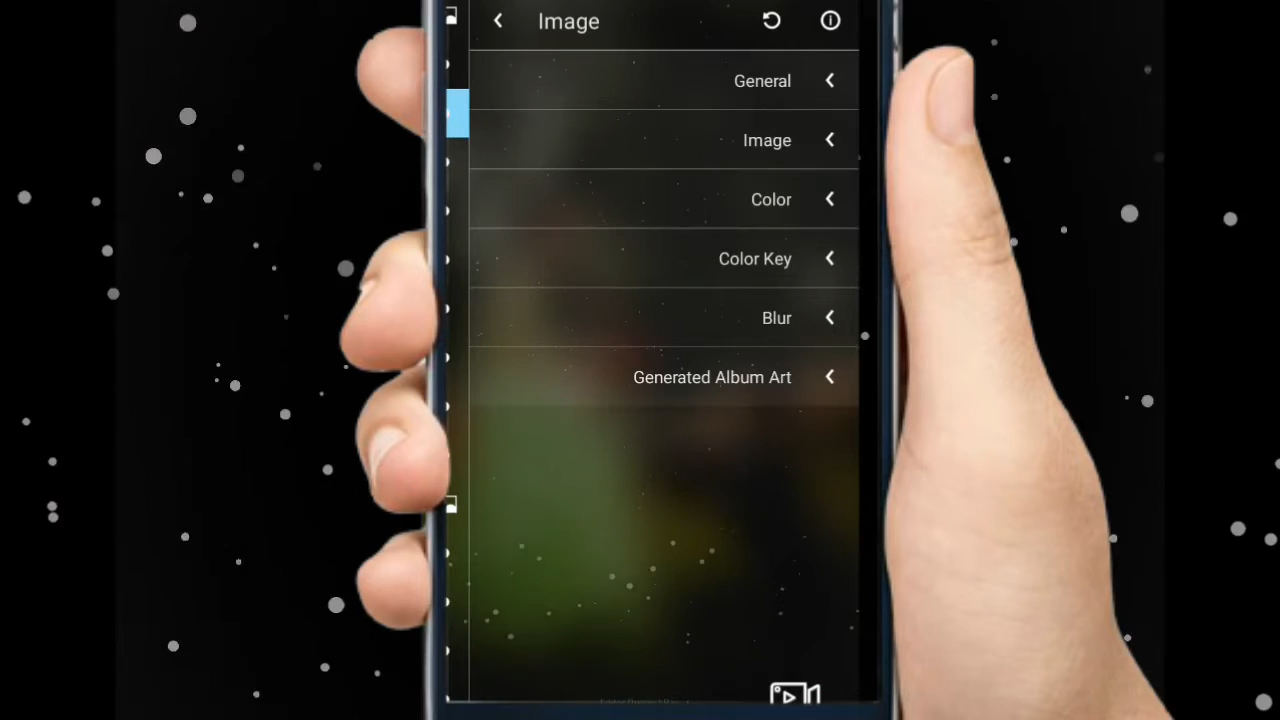 Image
General
Image
Color
Color Key
Blur
Generated Album Art